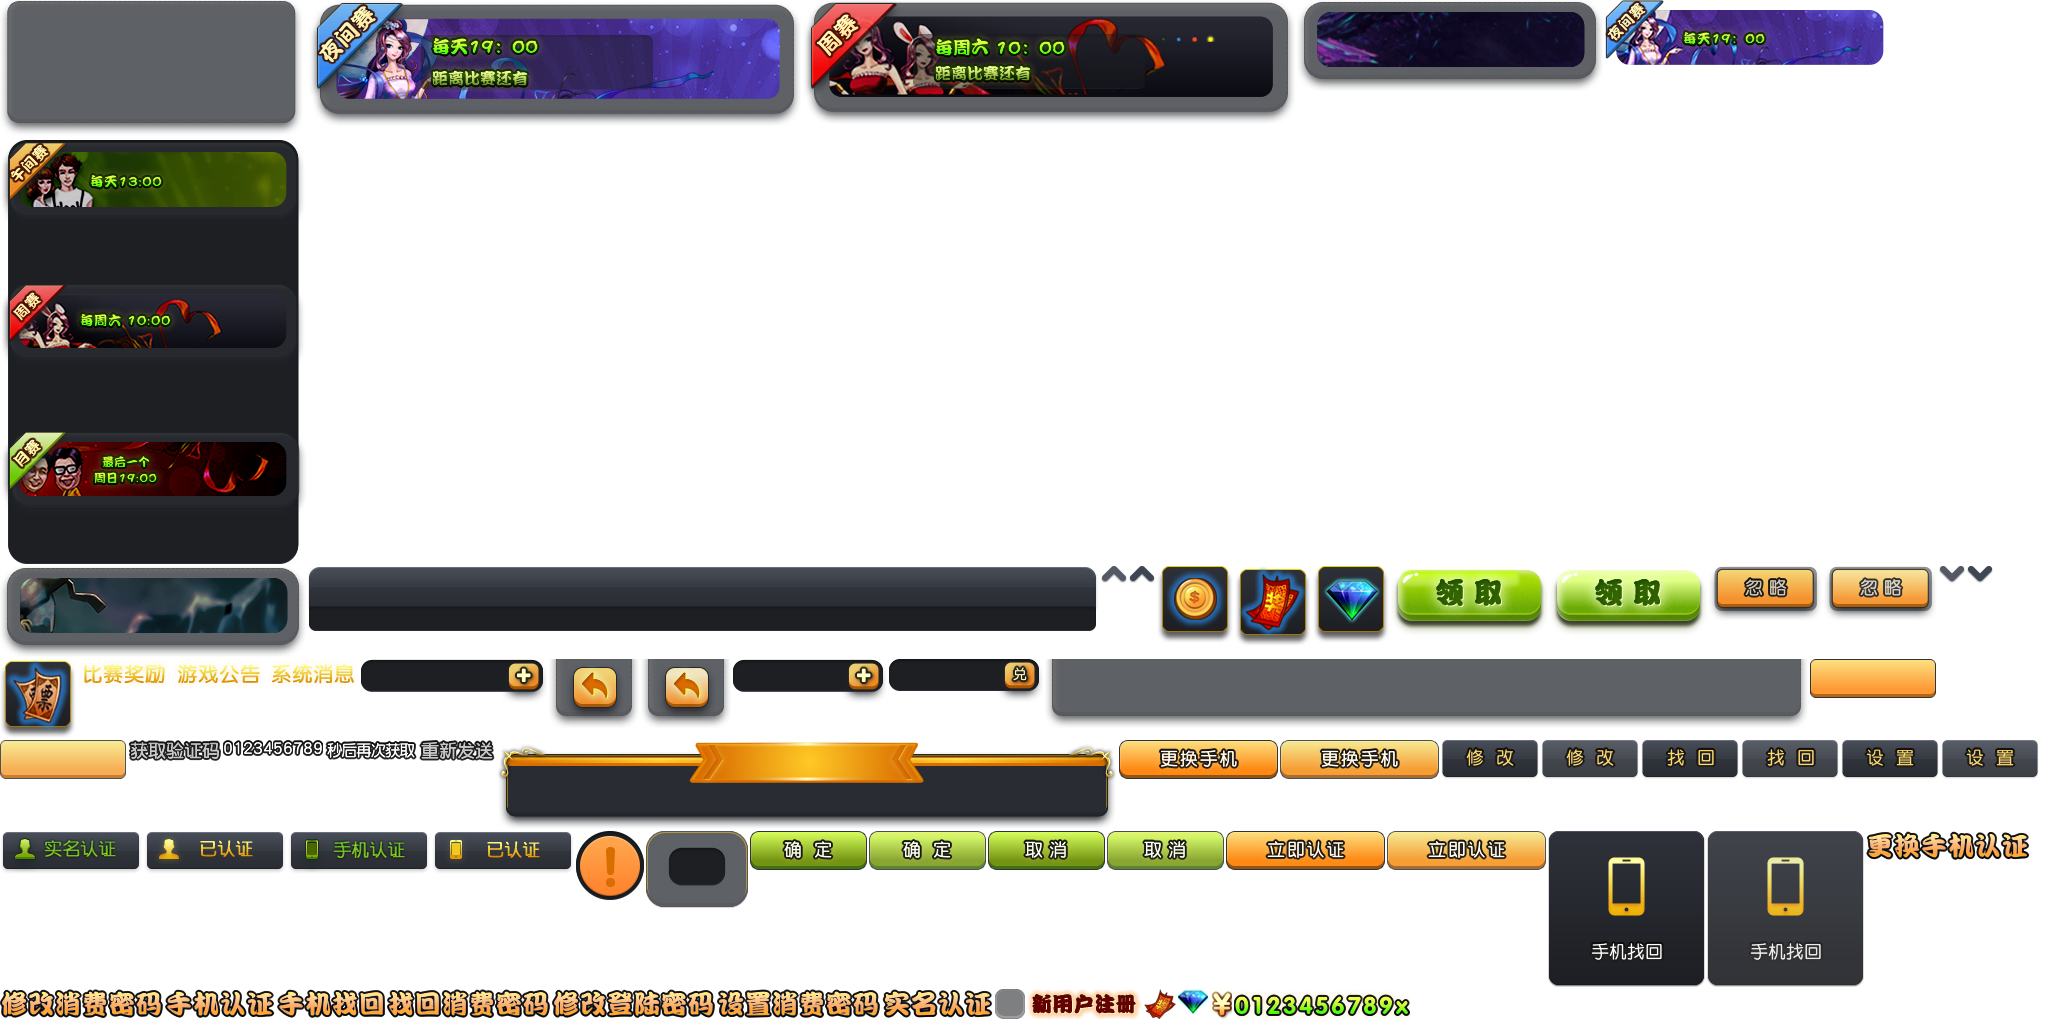 夜间赛
每天19：00
距离比赛还有
周赛
每周六 10：00
距离比赛还有
夜间赛
每天19：00
午间赛
每天13:00
周赛
每周六 10:00
月赛
最后一个
周日19:00
领取
领取
忽略
忽略
票
比赛奖励 游戏公告 系统消息
兑
获取验证码 0123456789 秒后再次获取 重新发送
更换手机
更换手机
修 改
修 改
找 回
找 回
设 置
设 置
实名认证
已认证
手机认证
已认证
确 定
确 定
取 消
取 消
立即认证
立即认证
手机找回
手机找回
更换手机认证
修改消费密码 手机认证 手机找回 找回消费密码 修改登陆密码 设置消费密码 实名认证
新用户注册
¥0123456789x